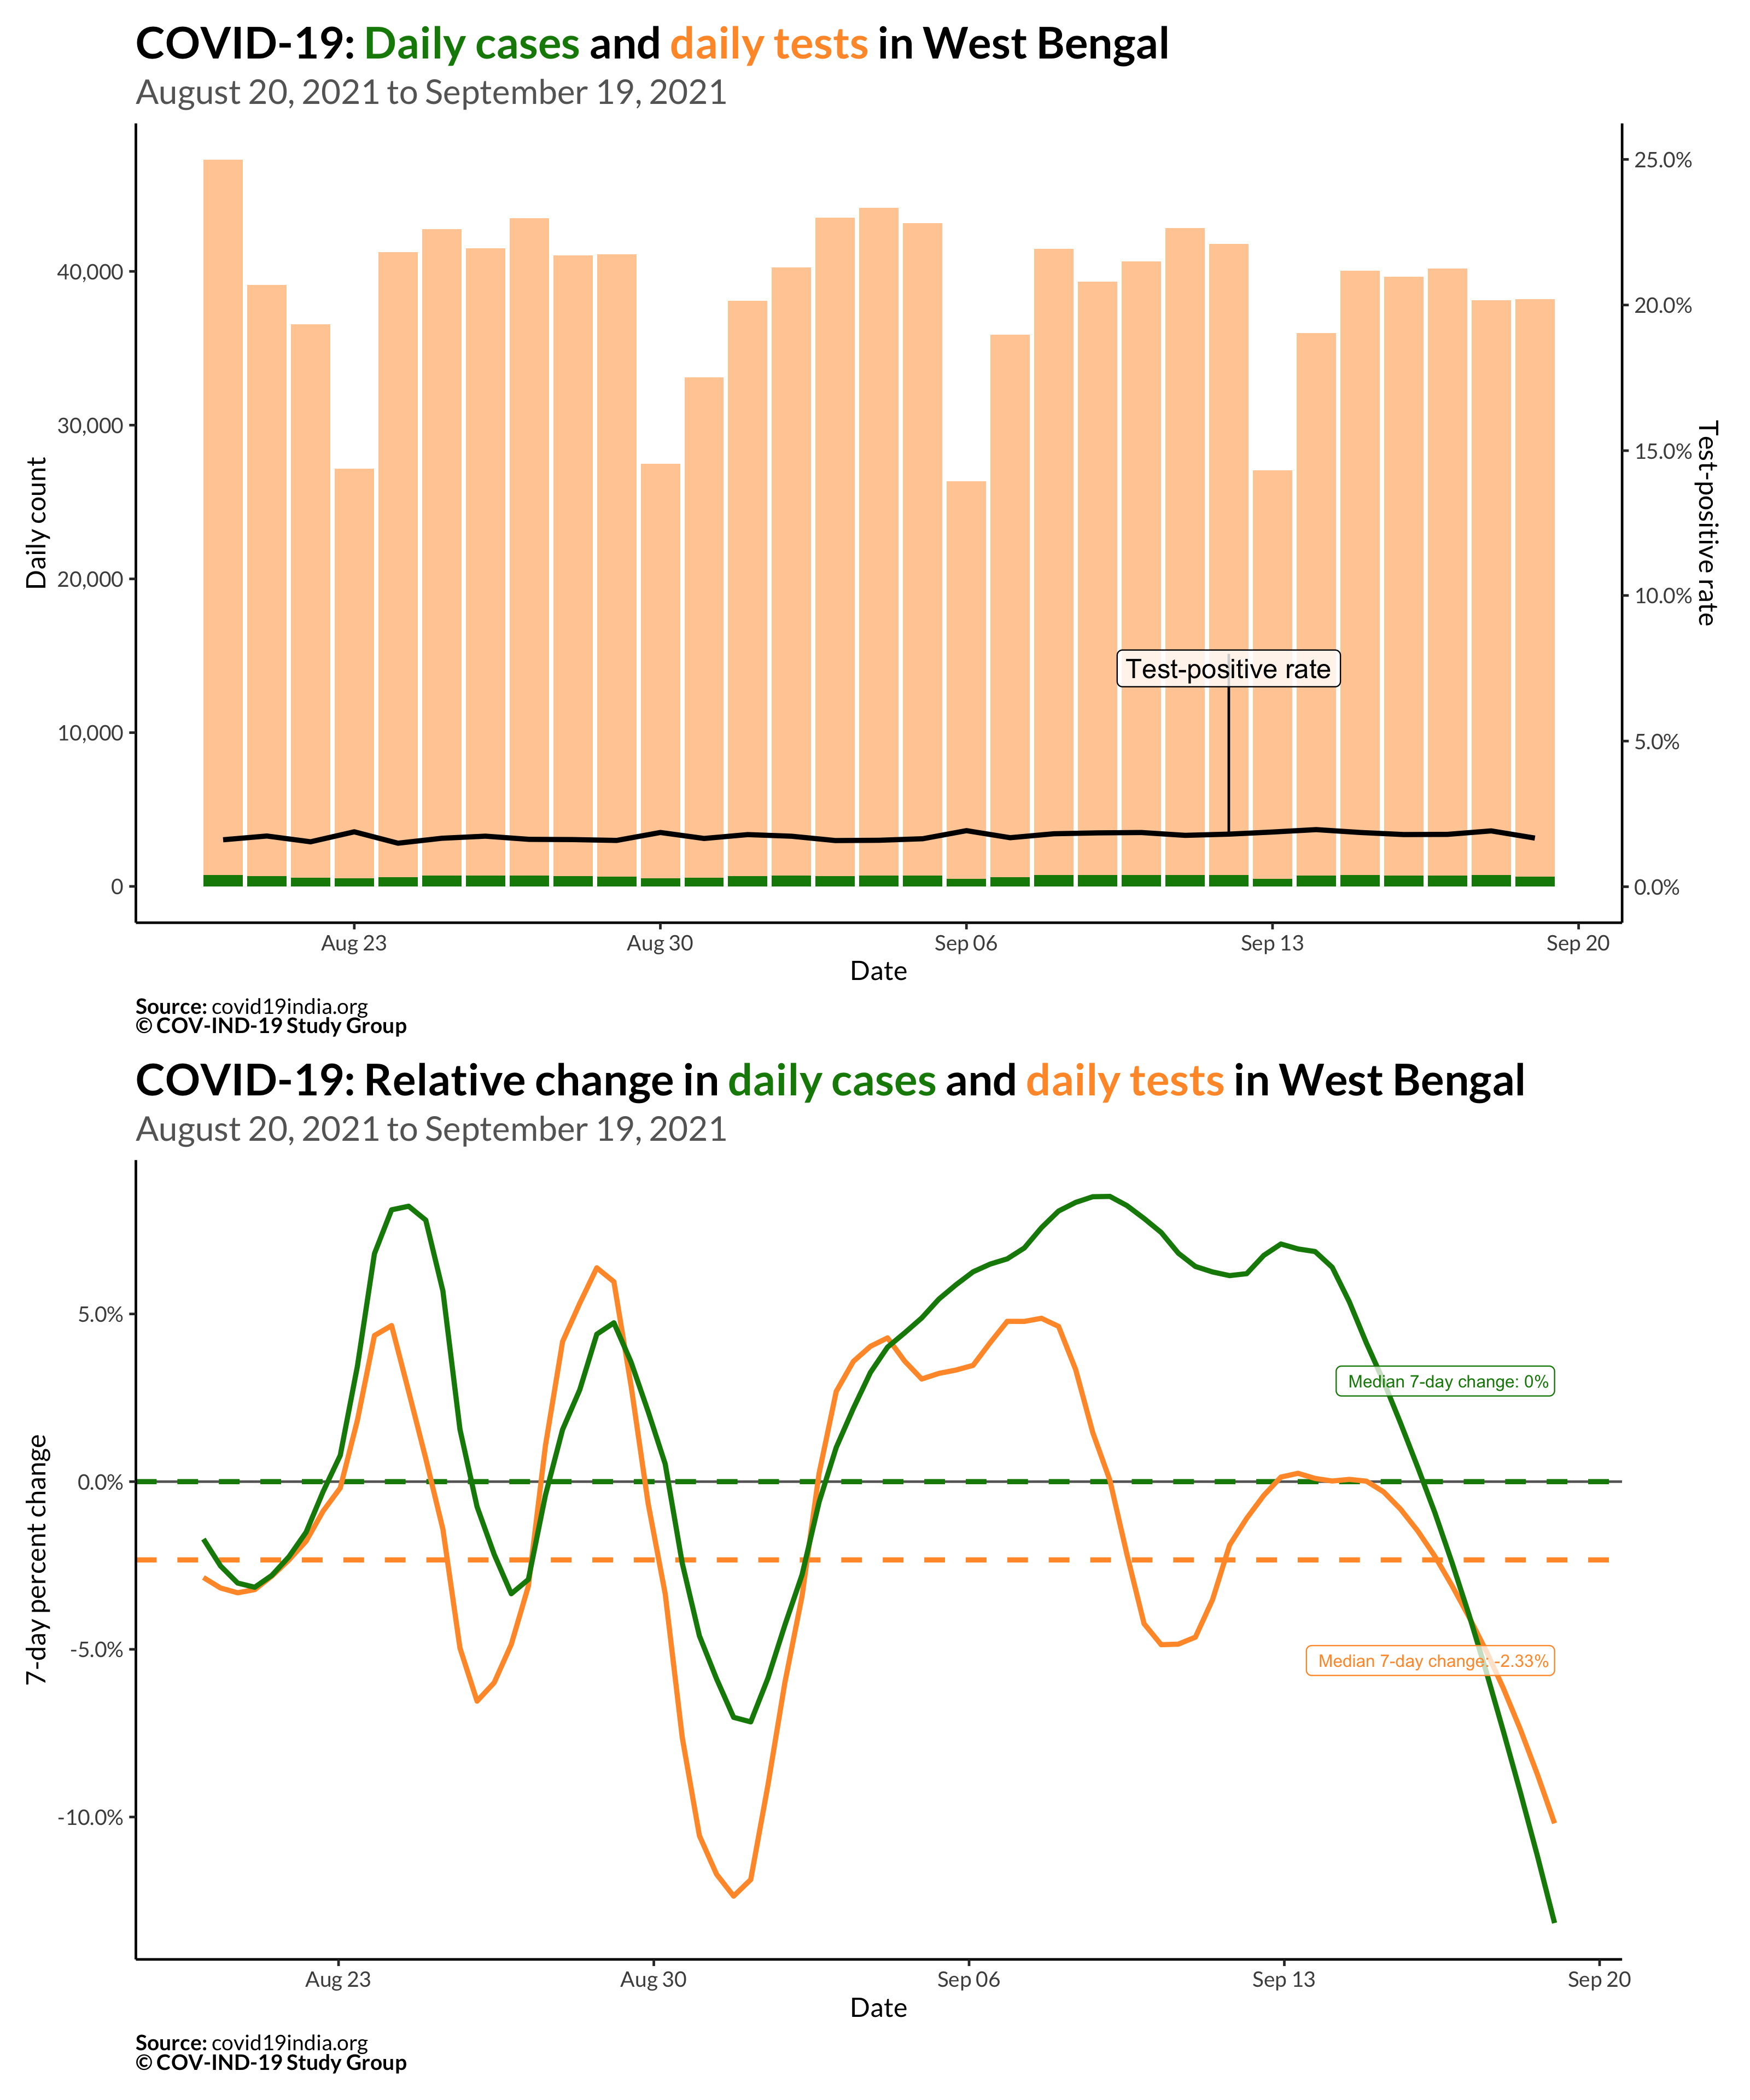 COVID-19: Daily cases and daily tests in West Bengal
August 20, 2021 to September 19, 2021
25.0%
40,000
20.0%
30,000
15.0%
Daily count
Test-positive rate
20,000
10.0%
Test-positive rate
10,000
5.0%
0
0.0%
Aug 23 Aug 30 Sep 06 Sep 13 Sep 20
Date
Source: covid19india.org
© COV-IND-19 Study Group
COVID-19: Relative change in daily cases and daily tests in West Bengal
August 20, 2021 to September 19, 2021
5.0%
Median 7-day change: 0%
0.0%
7-day percent change
-5.0%
Median 7-day change: -2.33%
-10.0%
Aug 23 Aug 30 Sep 06 Sep 13 Sep 20
Date
Source: covid19india.org
© COV-IND-19 Study Group